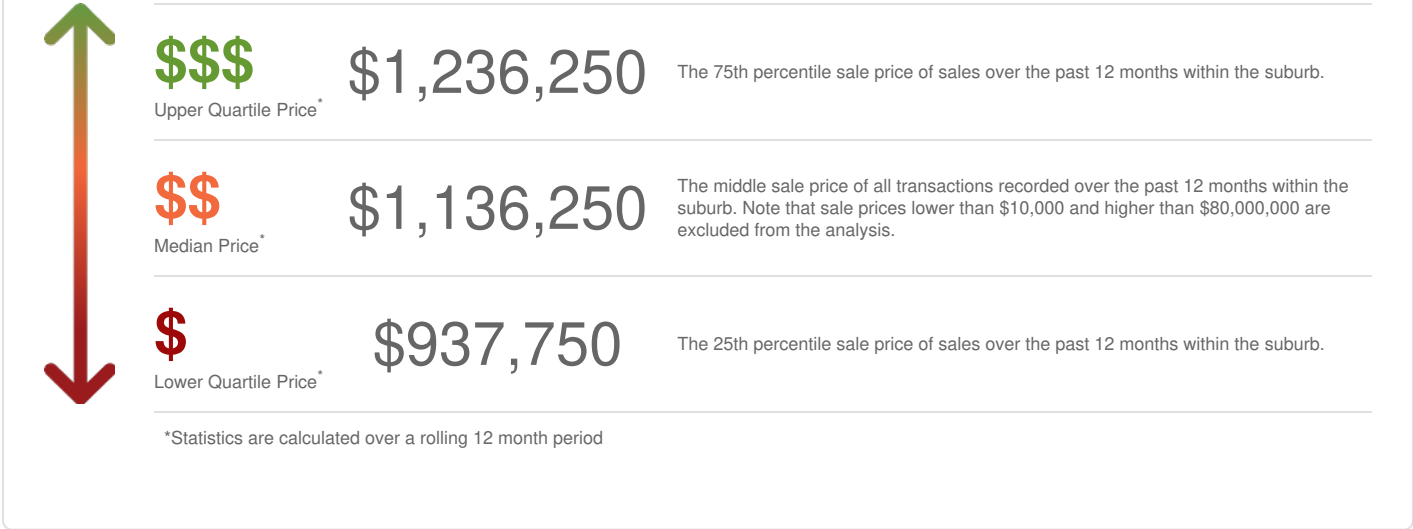 $$$
Upper Quartile Price*
$1,236,250
The 75th percentile sale price of sales over the past 12 months within the suburb.
$$
Median Price*
$1,136,250
The middle sale price of all transactions recorded over the past 12 months within the
suburb. Note that sale prices lower than $10,000 and higher than $80,000,000 are
excluded from the analysis.
$
Lower Quartile Price*
$937,750
The 25th percentile sale price of sales over the past 12 months within the suburb.
*Statistics are calculated over a rolling 12 month period